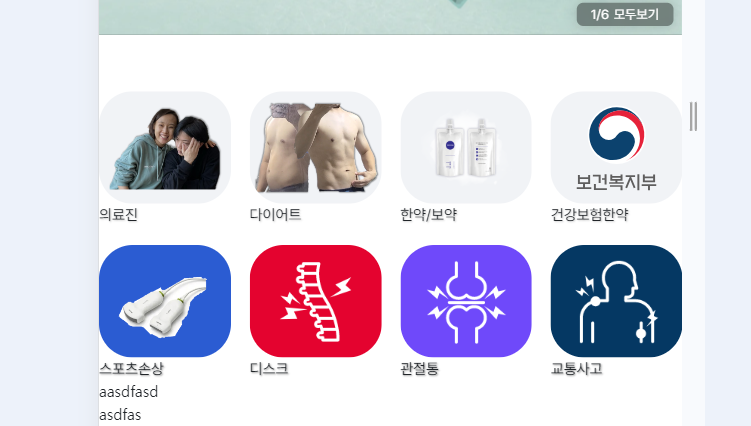 1/6 모두보기
보건복지부
의료진
다이어트
한약/보약
건강보험한약
스포츠손상
디스크
관절통
교통사고
aasdfasd
asdfas